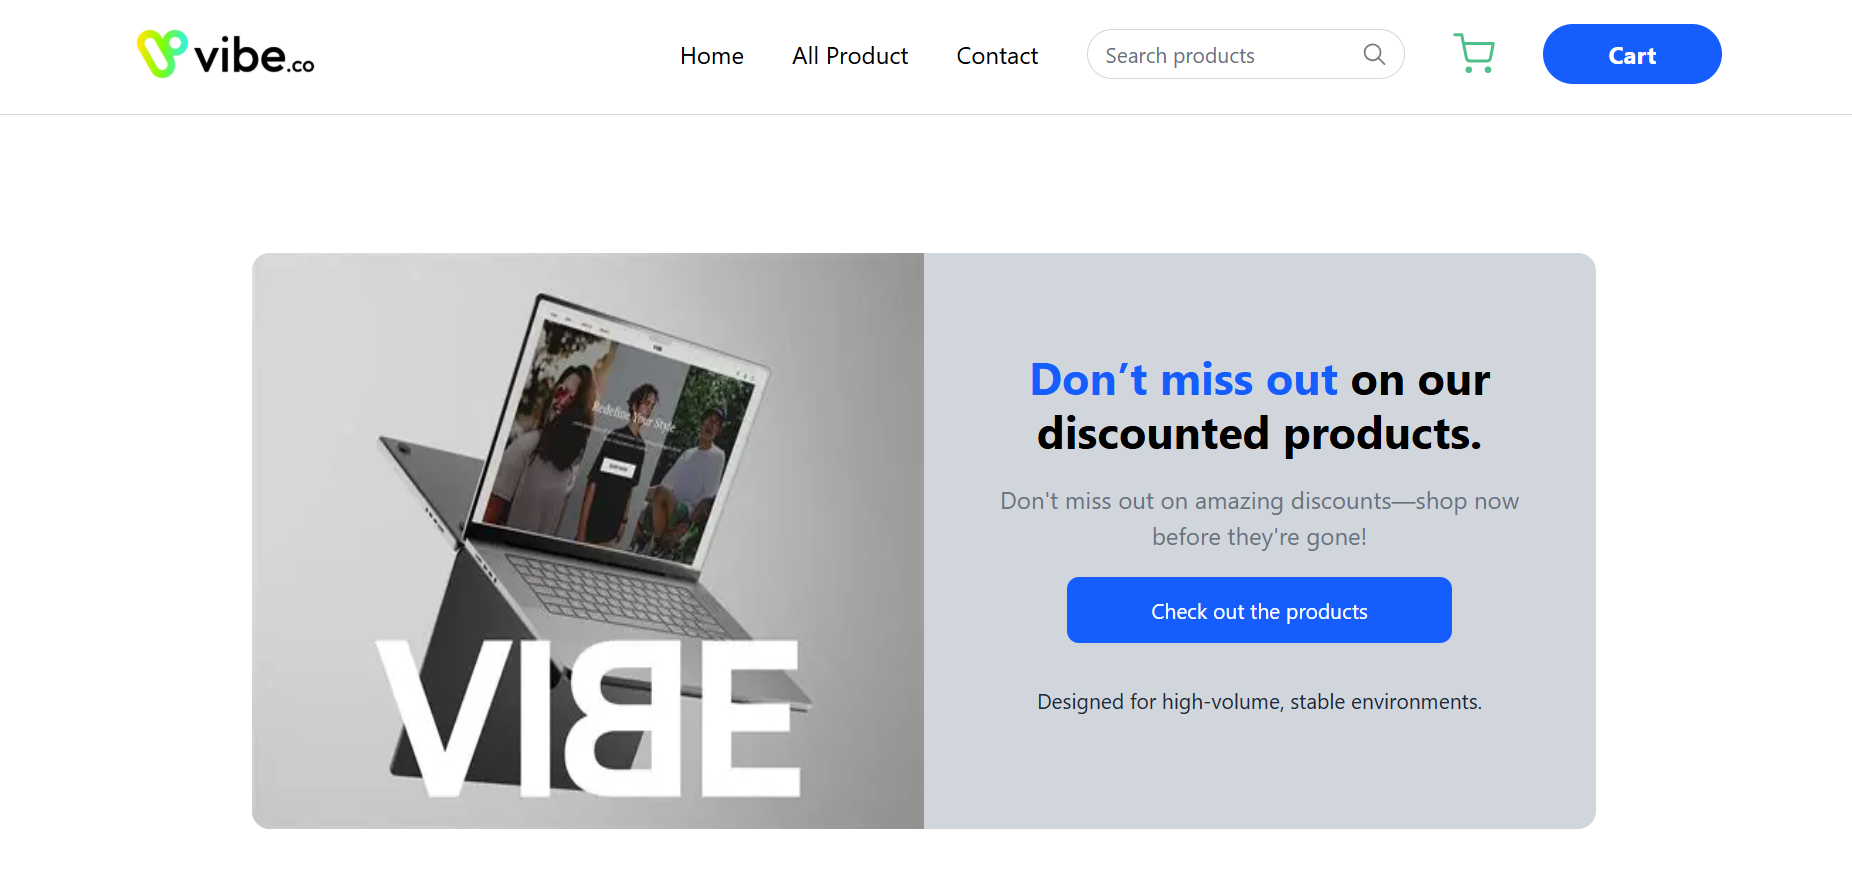 vibe.co
Home
All Product
Contact
Search products
Cart
Redefine Your Style
VIBE
Don’t miss out on our
discounted products.
Don't miss out on amazing discounts—shop now
before they're gone!
Check out the products
Designed for high-volume, stable environments.